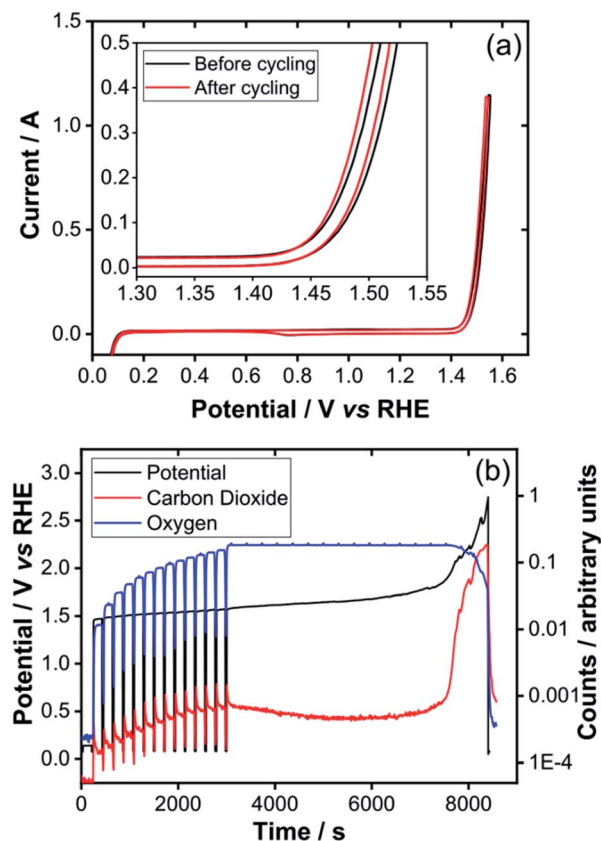 (a)
Current / A
1.5
1.0
0.5
0.0
0.5
0.4
0.3
0.2
0.1
0.0
Before cycling
After cycling
1.30 1.35 1.40 1.45 1.50 1.55
0.0 0.2 0.4 0.6 0.8 1.0 1.2 1.4 1.6
Potential / V vs RHE
(b)
Potential / V vs RHE
3.0
2.5
2.0
1.5
1.0
0.5
0.0
Potential
Carbon Dioxide
Oxygen
1
0.1
0.01
0.001
1E-4
Counts / arbitrary units
0 2000 4000 6000 8000
Time / s